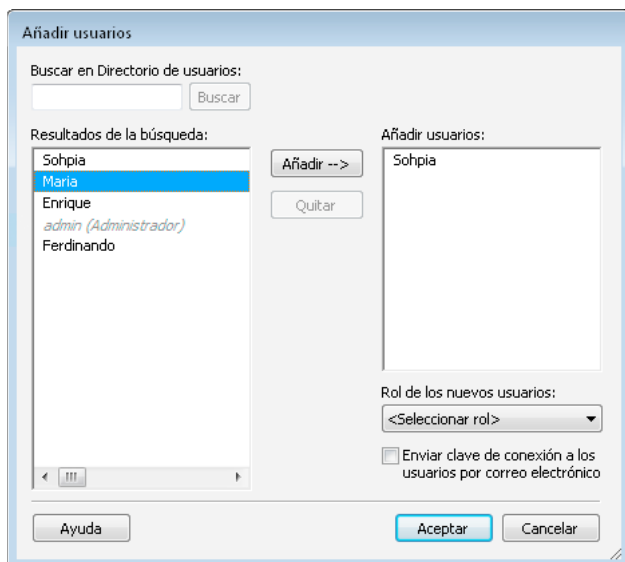 Añadir usuarios
Buscar en Directorio de usuarios:
Buscar
Resultados de la búsqueda:
Sohpia
Maria
Enrique
admin (Administrador)
Ferdinando
Añadir -->
Quitar
Añadir usuarios:
Sohpia
Rol de los nuevos usuarios:
<Seleccionar rol>
Enviar clave de conexión a los
usuarios por correo electrónico
Ayuda
Aceptar
Cancelar